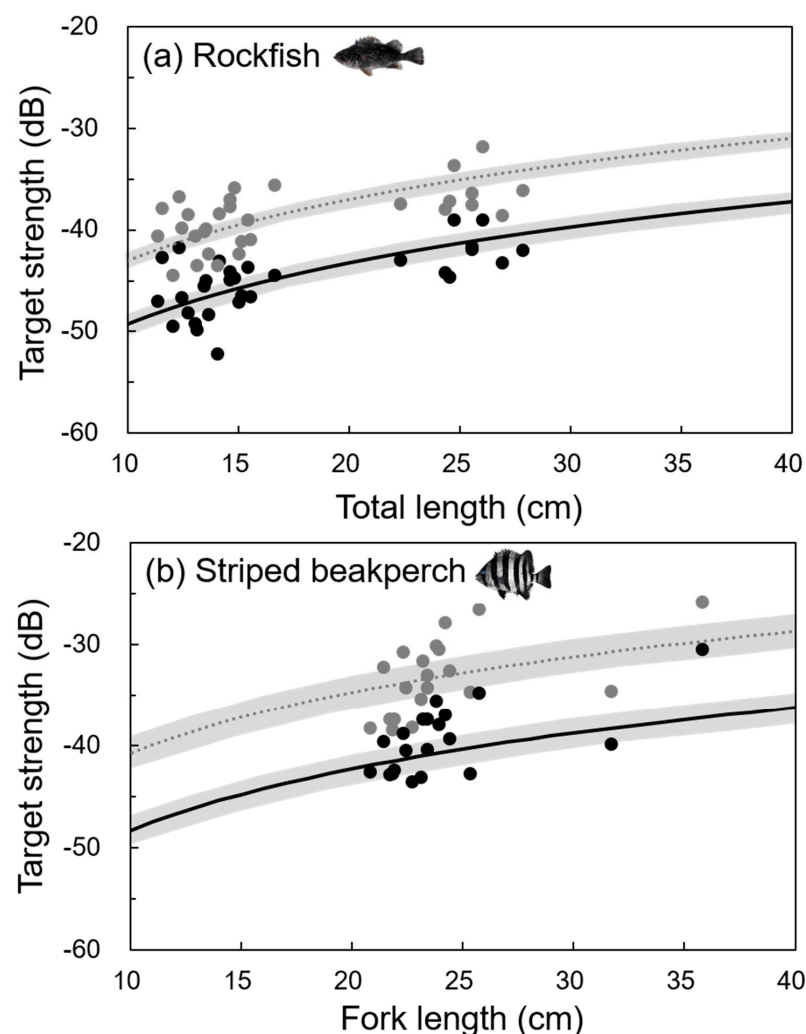 -20
(a) Rockfish
-30
-40
-50
-60
Target strength (dB)
10 15 20 25 30 35 40
Total length (cm)
-20
(b) Striped beakperch
-30
-40
-50
-60
Target strength (dB)
10 15 20 25 30 35 40
Fork length (cm)